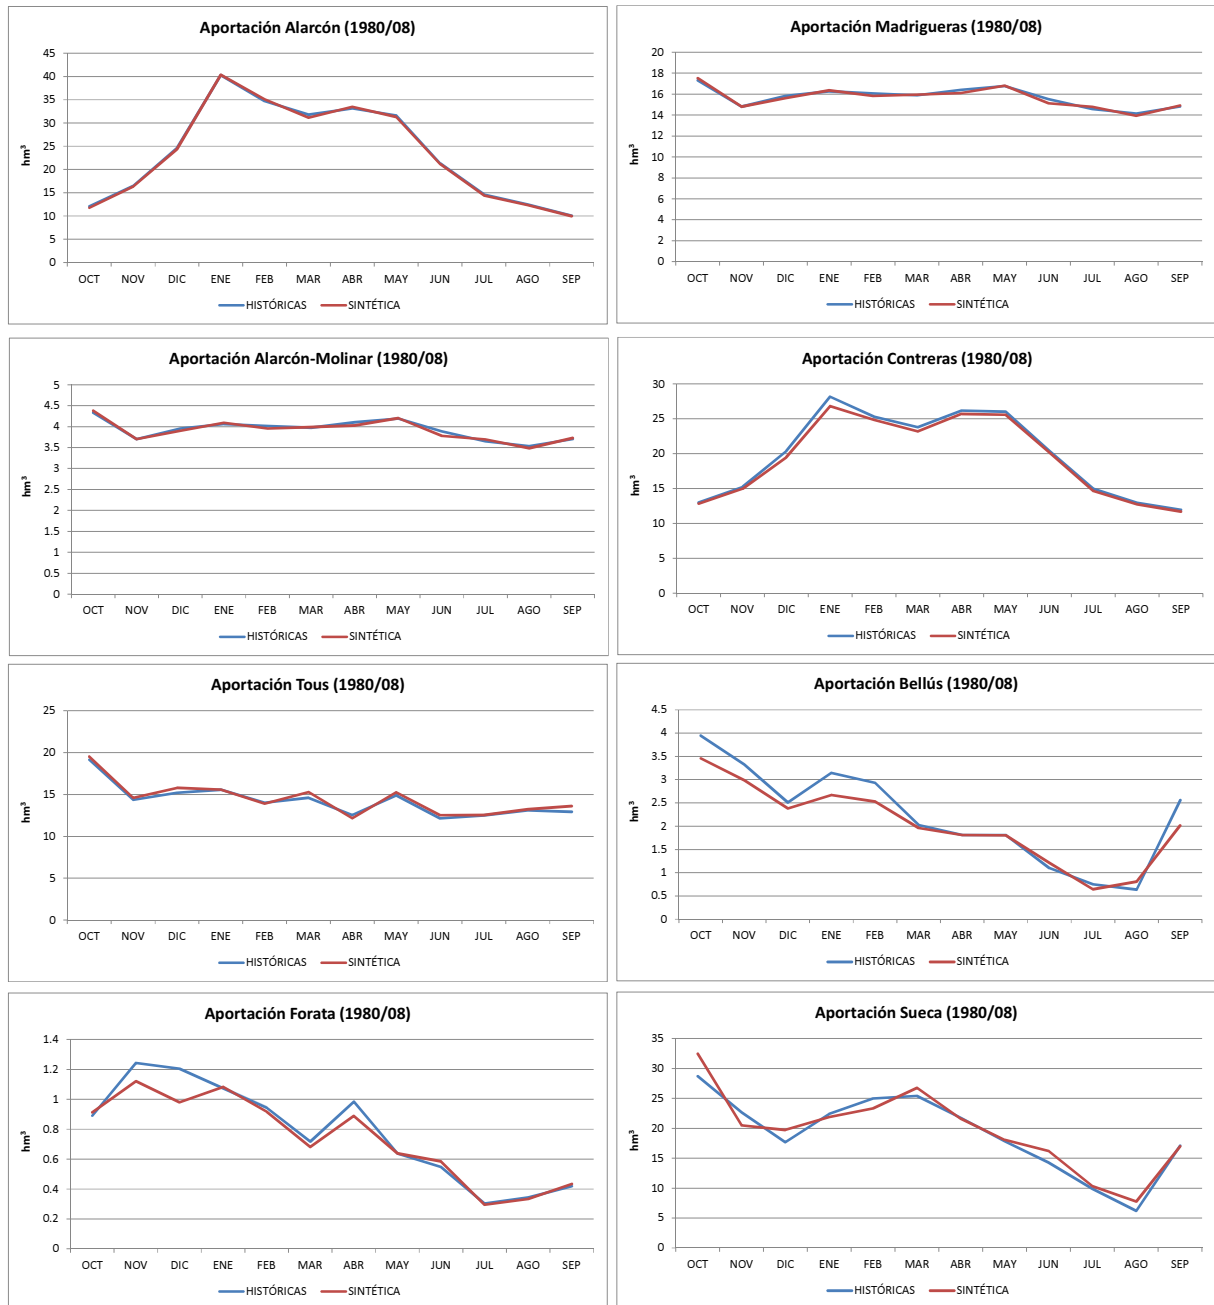 Aportación Alarcón (1980/08)
45
40
35
30
25
20
15
10
5
0
hm³
OCT NOV DIC ENE FEB MAR ABR MAY JUN JUL AGO SEP
HISTÓRICAS SINTÉTICA
Aportación Madrigueras (1980/08)
20
18
16
14
12
10
8
6
4
2
0
hm³
OCT NOV DIC ENE FEB MAR ABR MAY JUN JUL AGO SEP
HISTÓRICAS SINTÉTICA
Aportación Alarcón-Molinar (1980/08)
5
4.5
4
3.5
3
2.5
2
1.5
1
0.5
0
hm³
OCT NOV DIC ENE FEB MAR ABR MAY JUN JUL AGO SEP
HISTÓRICAS SINTÉTICA
Aportación Contreras (1980/08)
30
25
20
15
10
5
0
hm³
OCT NOV DIC ENE FEB MAR ABR MAY JUN JUL AGO SEP
HISTÓRICAS SINTÉTICA
Aportación Tous (1980/08)
25
20
15
10
5
0
hm³
OCT NOV DIC ENE FEB MAR ABR MAY JUN JUL AGO SEP
HISTÓRICAS SINTÉTICA
Aportación Bellús (1980/08)
4.5
4
3.5
3
2.5
2
1.5
1
0.5
0
hm³
OCT NOV DIC ENE FEB MAR ABR MAY JUN JUL AGO SEP
HISTÓRICAS SINTÉTICA
Aportación Forata (1980/08)
1.4
1.2
1
0.8
0.6
0.4
0.2
0
hm³
OCT NOV DIC ENE FEB MAR ABR MAY JUN JUL AGO SEP
HISTÓRICAS SINTÉTICA
Aportación Sueca (1980/08)
35
30
25
20
15
10
5
0
hm³
OCT NOV DIC ENE FEB MAR ABR MAY JUN JUL AGO SEP
HISTÓRICAS SINTÉTICA